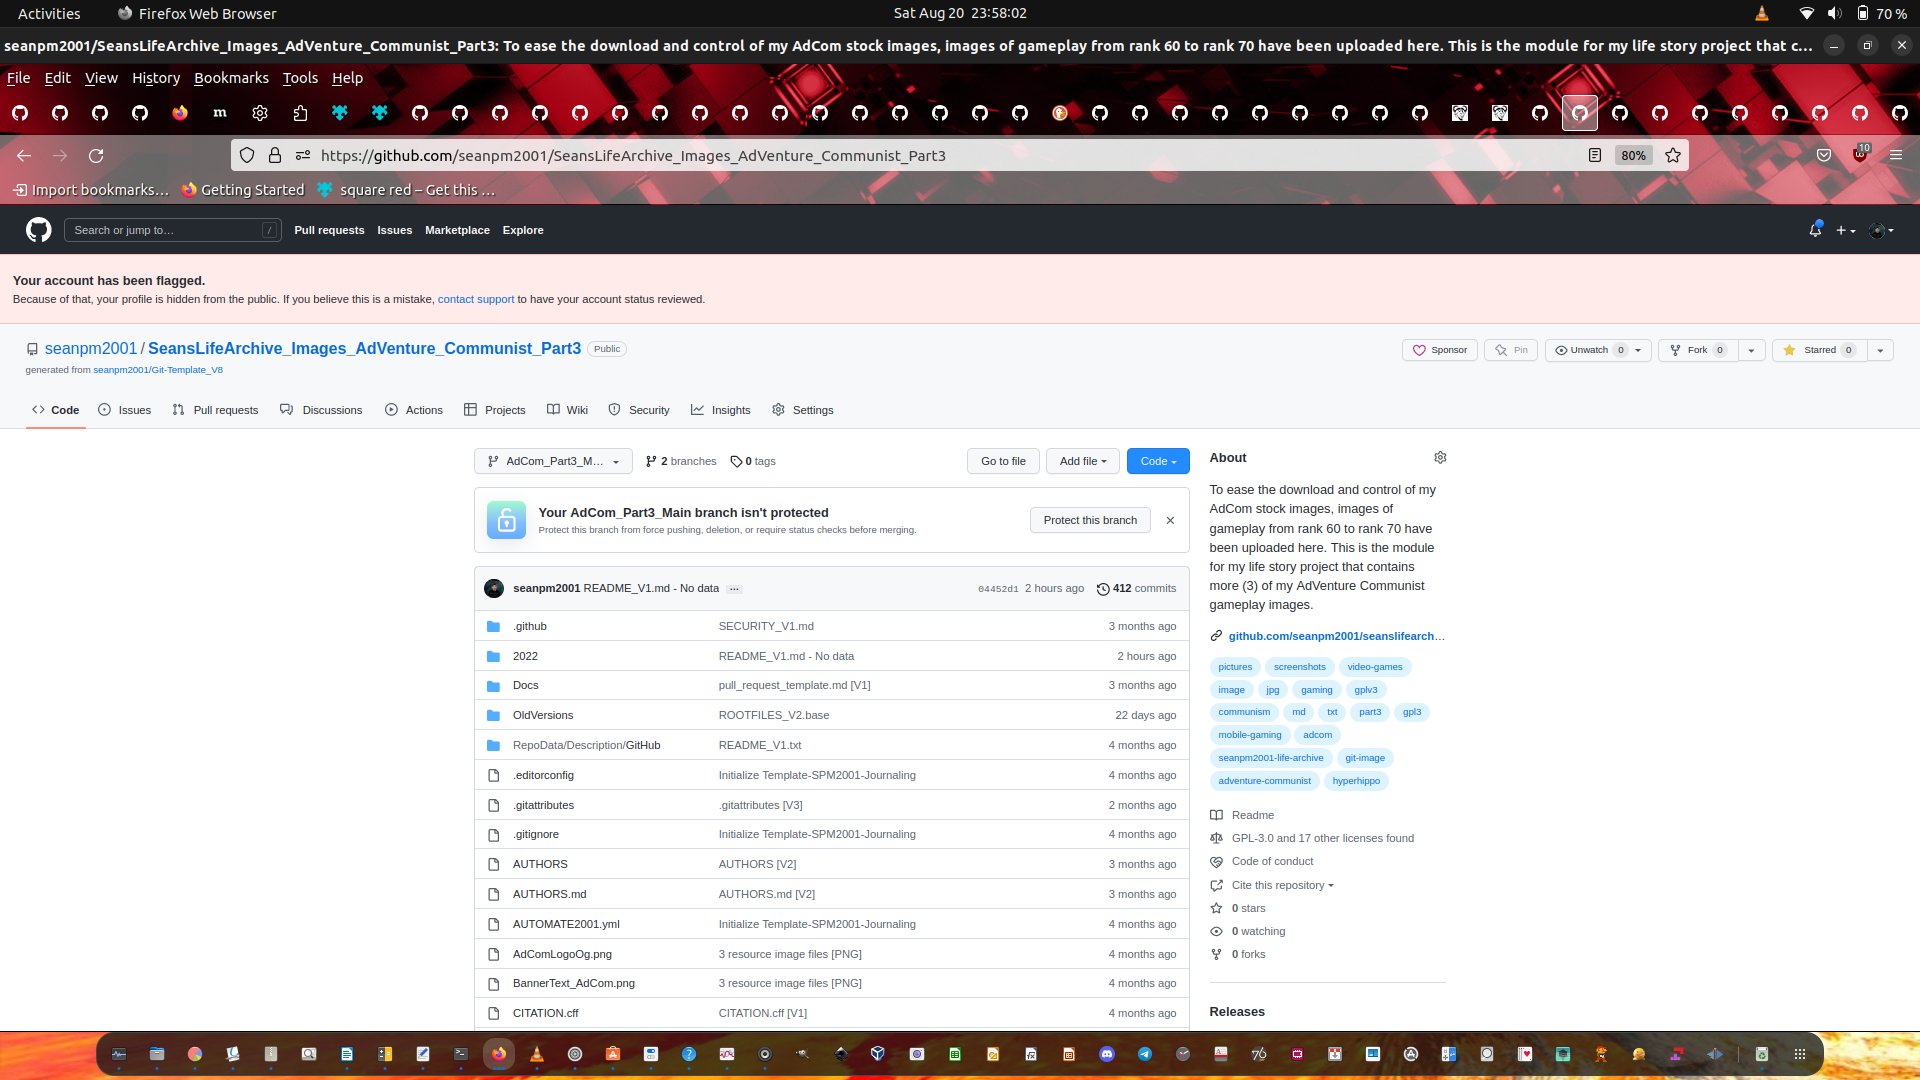 Activities
Firefox Web Browser
Sat Aug 20 23:58:02
70 %
seanpm2001/SeansLifeArchive_Images_AdVenture_Communist_Part3: To ease the download and control of my AdCom stock images, images of gameplay from rank 60 to rank 70 have been uploaded here. This is the module for my life story project that c...
File Edit View History Bookmarks Tools Help
https://github.com/seanpm2001/SeansLifeArchive_Images_AdVenture_Communist_Part3
80%
10
Import bookmarks...
Getting Started
square red – Get this ...
Search or jump to...
/
Pull requests Issues Marketplace Explore
Your account has been flagged.
Because of that, your profile is hidden from the public. If you believe this is a mistake, contact support to have your account status reviewed.
seanpm2001 / SeansLifeArchive_Images_AdVenture_Communist_Part3 Public
generated from seanpm2001/Git-Template_V8
Sponsor
Pin
Unwatch 0
Fork 0
Starred 0
Code
Issues
Pull requests
Discussions
Actions
Projects
Wiki
Security
Insights
Settings
AdCom_Part3_M...
2 branches
0 tags
Go to file
Add file
Code
Your AdCom_Part3_Main branch isn't protected
Protect this branch from force pushing, deletion, or require status checks before merging.
Protect this branch
seanpm2001 README_V1.md - No data ...
04452d1 2 hours ago
412 commits
.github SECURITY_V1.md 3 months ago
2022 README_V1.md - No data 2 hours ago
Docs pull_request_template.md [V1] 3 months ago
OldVersions ROOTFILES_V2.base 22 days ago
RepoData/Description/GitHub README_V1.txt 4 months ago
.editorconfig Initialize Template-SPM2001-Journaling 4 months ago
.gitattributes .gitattributes [V3] 2 months ago
.gitignore Initialize Template-SPM2001-Journaling 4 months ago
AUTHORS AUTHORS [V2] 3 months ago
AUTHORS.md AUTHORS.md [V2] 3 months ago
AUTOMATE2001.yml Initialize Template-SPM2001-Journaling 4 months ago
AdComLogoOg.png 3 resource image files [PNG] 4 months ago
BannerText_AdCom.png 3 resource image files [PNG] 4 months ago
CITATION.cff CITATION.cff [V1] 4 months ago
About
To ease the download and control of my
AdCom stock images, images of
gameplay from rank 60 to rank 70 have
been uploaded here. This is the module
for my life story project that contains
more (3) of my AdVenture Communist
gameplay images.
github.com/seanpm2001/seanslifearch...
pictures screenshots video-games
image jpg gaming gplv3
communism md txt part3 gpl3
mobile-gaming adcom
seanpm2001-life-archive git-image
adventure-communist hyperhippo
Readme
GPL-3.0 and 17 other licenses found
Code of conduct
Cite this repository
0 stars
0 watching
0 forks
Releases